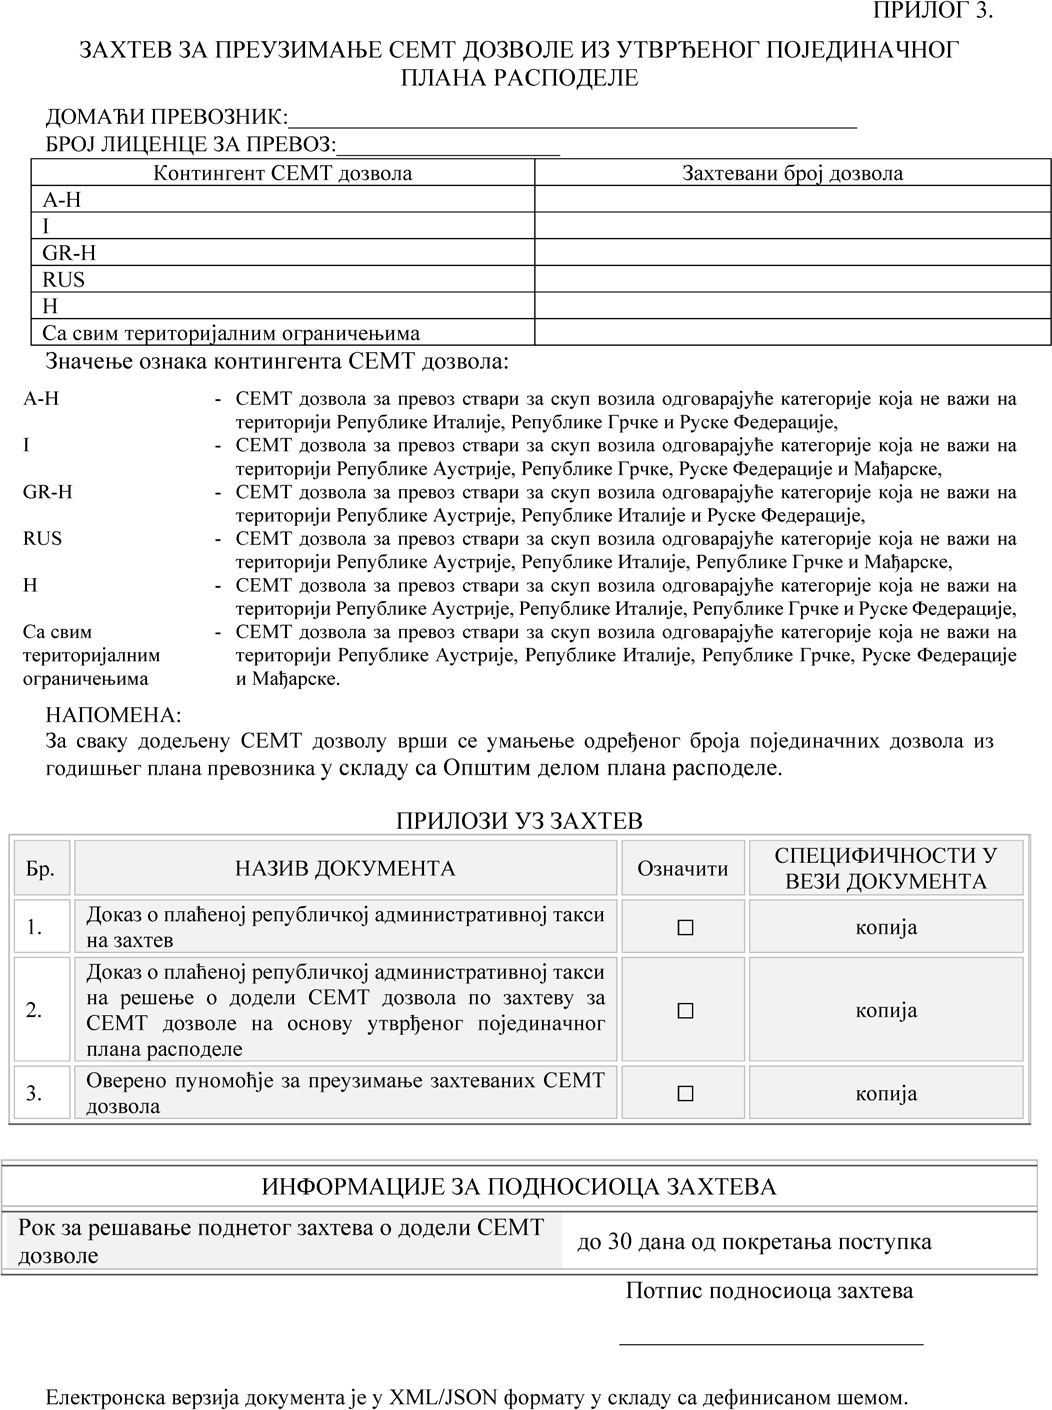 ПРИЛОГ 3.
ЗАХТЕВ ЗА ПРЕУЗИМАЊЕ СЕМТ ДОЗВОЛЕ ИЗ УТВРЂЕНОГ ПОЈЕДИНАЧНОГ
ПЛАНА РАСПОДЕЛЕ
ДОМАЋИ ПРЕВОЗНИК:
БРОЈ ЛИЦЕНЦЕ ЗА ПРЕВОЗ:
Контингент СЕМТ дозвола Захтевани број дозвола
A-H
I
GR-H
RUS
H
Са свим територијалним ограничењима
Значење ознака контингента СЕМТ дозвола:
A-H - СЕМТ дозвола за превоз ствари за скуп возила одговарајуће категорије која не важи на
територији Републике Италије, Републике Грчке и Руске Федерације,
I - СЕМТ дозвола за превоз ствари за скуп возила одговарајуће категорије која не важи на
територији Републике Аустрије, Републике Грчке, Руске Федерације и Мађарске,
GR-H - СЕМТ дозвола за превоз ствари за скуп возила одговарајуће категорије која не важи на
територији Републике Аустрије, Републике Италије и Руске Федерације,
RUS - СЕМТ дозвола за превоз ствари за скуп возила одговарајуће категорије која не важи на
територији Републике Аустрије, Републике Италије, Републике Грчке и Мађарске,
H - СЕМТ дозвола за превоз ствари за скуп возила одговарајуће категорије која не важи на
територији Републике Аустрије, Републике Италије, Републике Грчке и Руске Федерације,
Са свим - СЕМТ дозвола за превоз ствари за скуп возила одговарајуће категорије која не важи на
територијалним територији Републике Аустрије, Републике Италије, Републике Грчке, Руске Федерације
ограничењима и Мађарске.
НАПОМЕНА:
За сваку додељену СЕМТ дозволу врши се умањење одређеног броја појединачних дозвола из
годишњег плана превозника у складу са Општим делом плана расподеле.
ПРИЛОЗИ УЗ ЗАХТЕВ
Бр. НАЗИВ ДОКУМЕНТА Означити СПЕЦИФИЧНОСТИ У
ВЕЗИ ДОКУМЕНТА
1. Доказ о плаћеној републичкој административној такси
на захтев ☐ копија
2. Доказ о плаћеној републичкој административној такси
на решење о додели СЕМТ дозвола по захтеву за
СЕМТ дозволе на основу утврђеног појединачног
плана расподеле ☐ копија
3. Оверено пуномоћје за преузимање захтеваних СЕМТ
дозвола ☐ копија
ИНФОРМАЦИЈЕ ЗА ПОДНОСИОЦА ЗАХТЕВА
Рок за решавање поднетог захтева о додели СЕМТ
дозволе до 30 дана од покретања поступка
Потпис подносиоца захтева
Електронска верзија документа је у XML/JSON формату у складу са дефинисаном шемом.